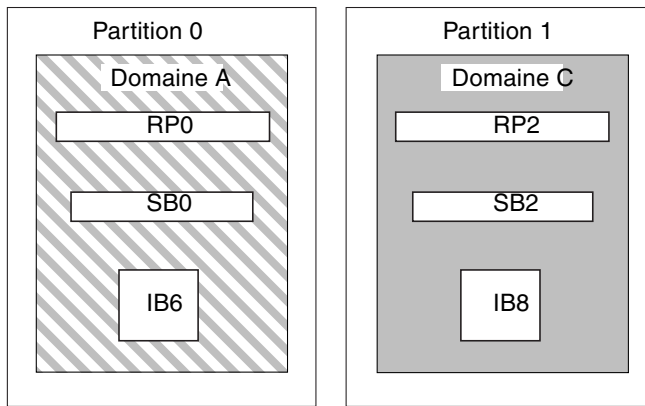 Partition 0
Domaine A
RP0
SB0
IB6
Partition 1
Domaine C
RP2
SB2
IB8